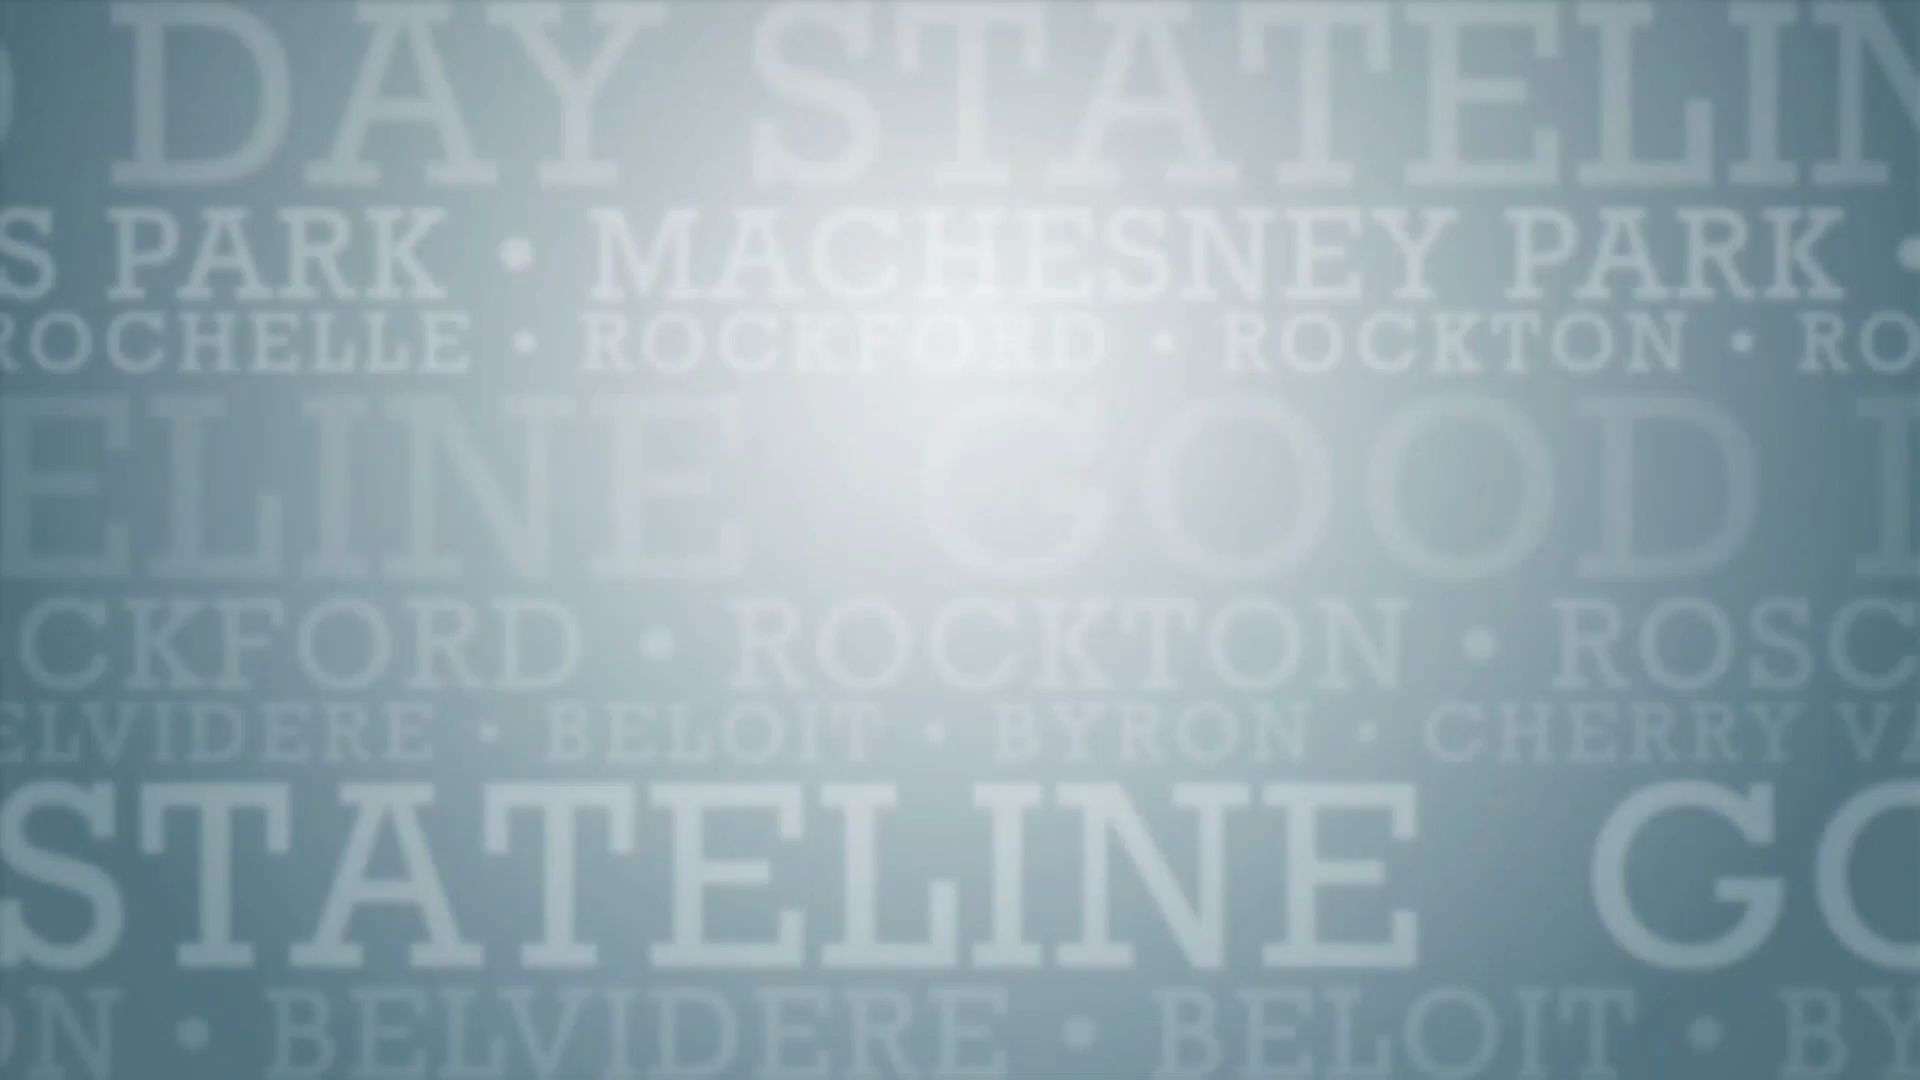 DAY STATELIN
S PARK • MACHESNEY PARK •
ROCHELLE • ROCKFORD • ROCKTON • RO
ELINE GOOD D
CKFORD • ROCKTON • ROSC
ELVIDERE • BELOIT • BYRON • CHERRY VA
STATELINE GO
ON • BELVIDERE • BELOIT • BY